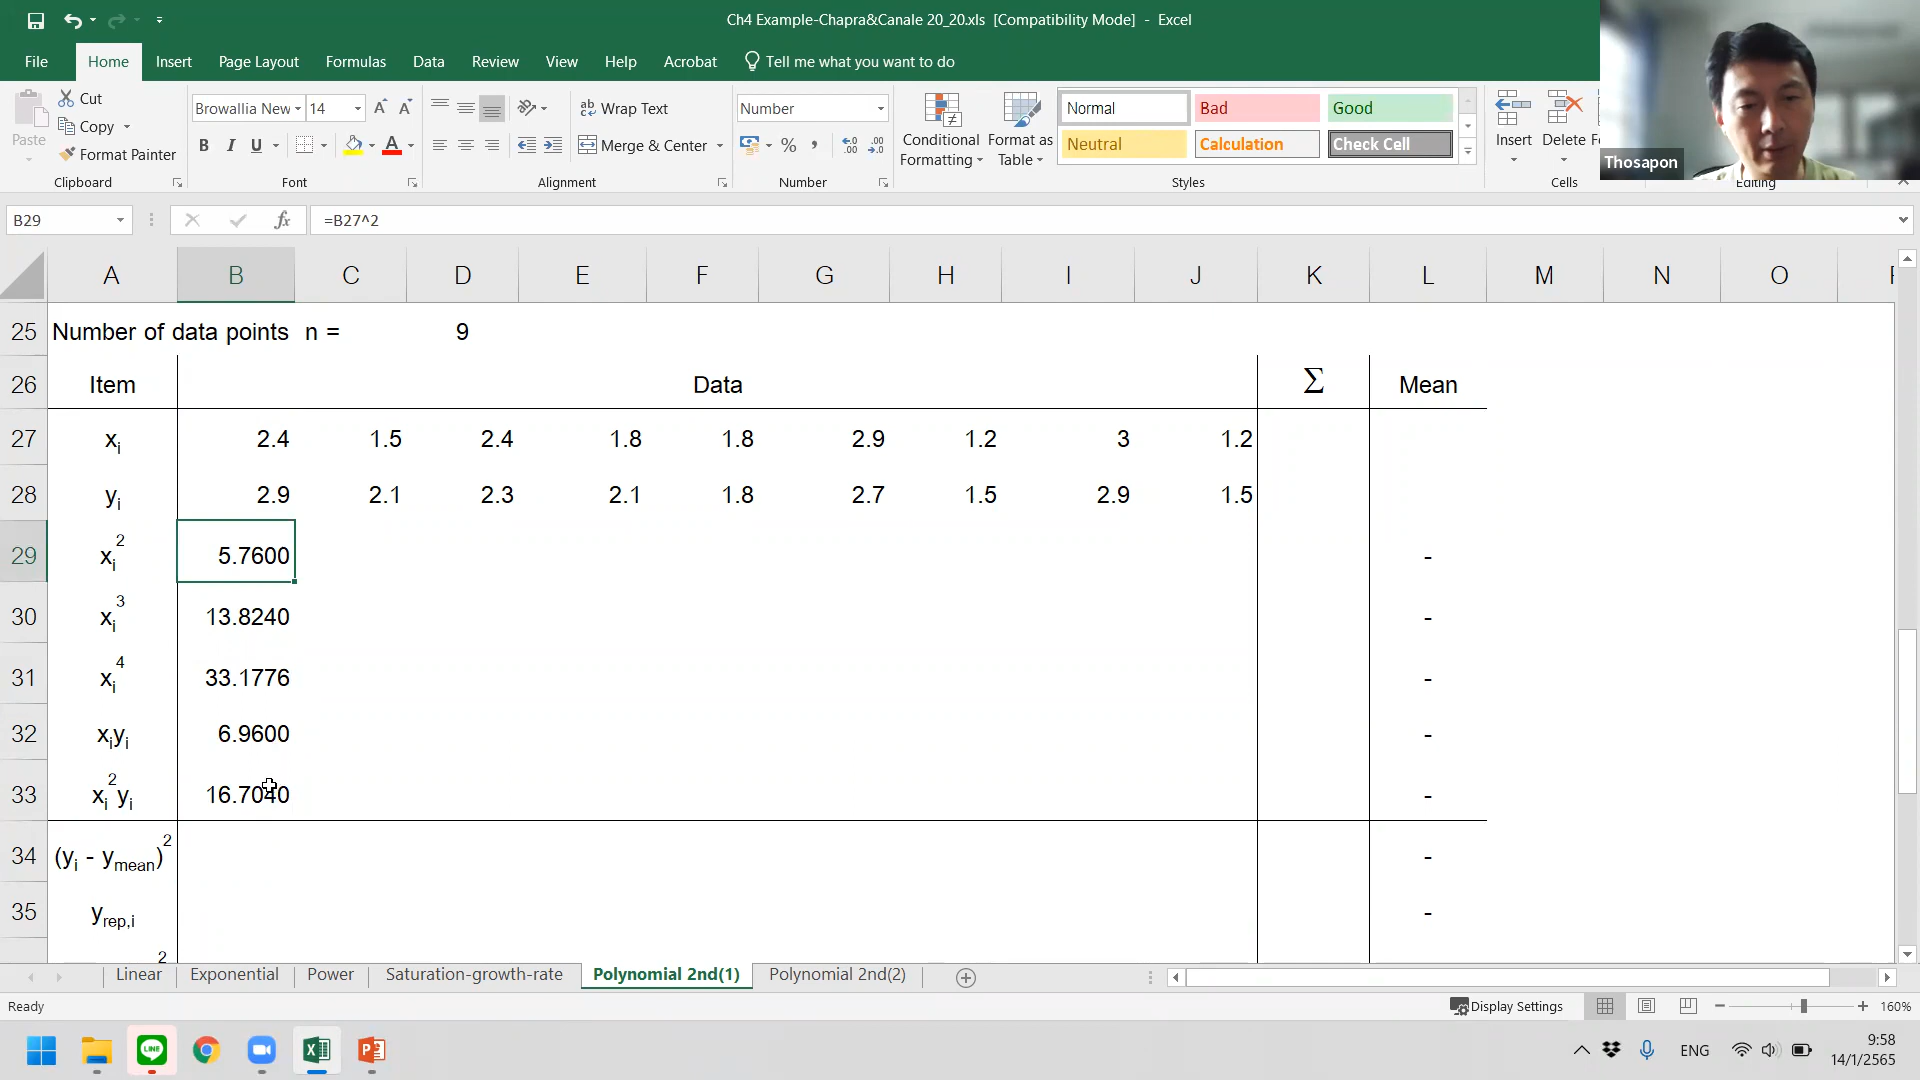 Ch4 Example-Chapra&Canale 20_20.xls  [Compatibility Mode]  -  Excel
File Home Insert Page Layout Formulas Data Review View Help Acrobat Tell me what you want to do
Paste
Cut
Copy
Format Painter
Clipboard
Browallia New 14
B I U A
Font
Wrap Text
Merge & Center
Alignment
Number
%
Number
Conditional Formatting
Format as Table
Normal Bad Good
Neutral Calculation Check Cell
Styles
Insert Delete
Cells
Editing
Thosapon
B29 fx =B27^2
A B C D E F G H I J K L M N O
25 Number of data points n = 9
26 Item Data Σ Mean
27 xi 2.4 1.5 2.4 1.8 1.8 2.9 1.2 3 1.2
28 yi 2.9 2.1 2.3 2.1 1.8 2.7 1.5 2.9 1.5
29 xi2 5.7600 -
30 xi3 13.8240 -
31 xi4 33.1776 -
32 xiyi 6.9600 -
33 xi2yi 16.7040 -
34 (yi - ymean)2 -
35 yrep,i -
2
Linear Exponential Power Saturation-growth-rate Polynomial 2nd(1) Polynomial 2nd(2)
Ready Display Settings 160%
LINE
ENG
9:58
14/1/2565